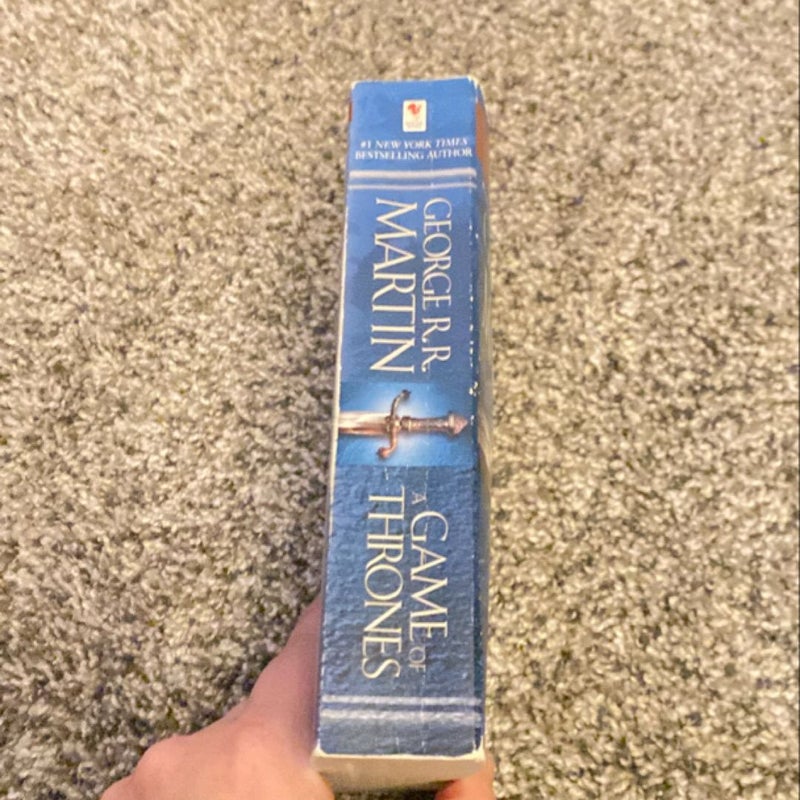 #1 NEW YORK TIMES
BESTSELLING AUTHOR
GEORGE R.R.
MARTIN
A GAME OF
THRONES